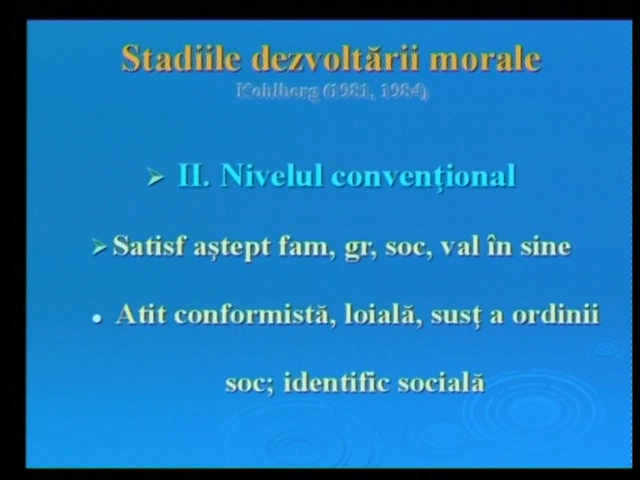 Stadiile dezvoltării morale
Kohlberg (1981, 1984)
II. Nivelul convenţional
Satisf aştept fam, gr, soc, val în sine
Atit conformistă, loială, susţ a ordinii
soc; identific socială